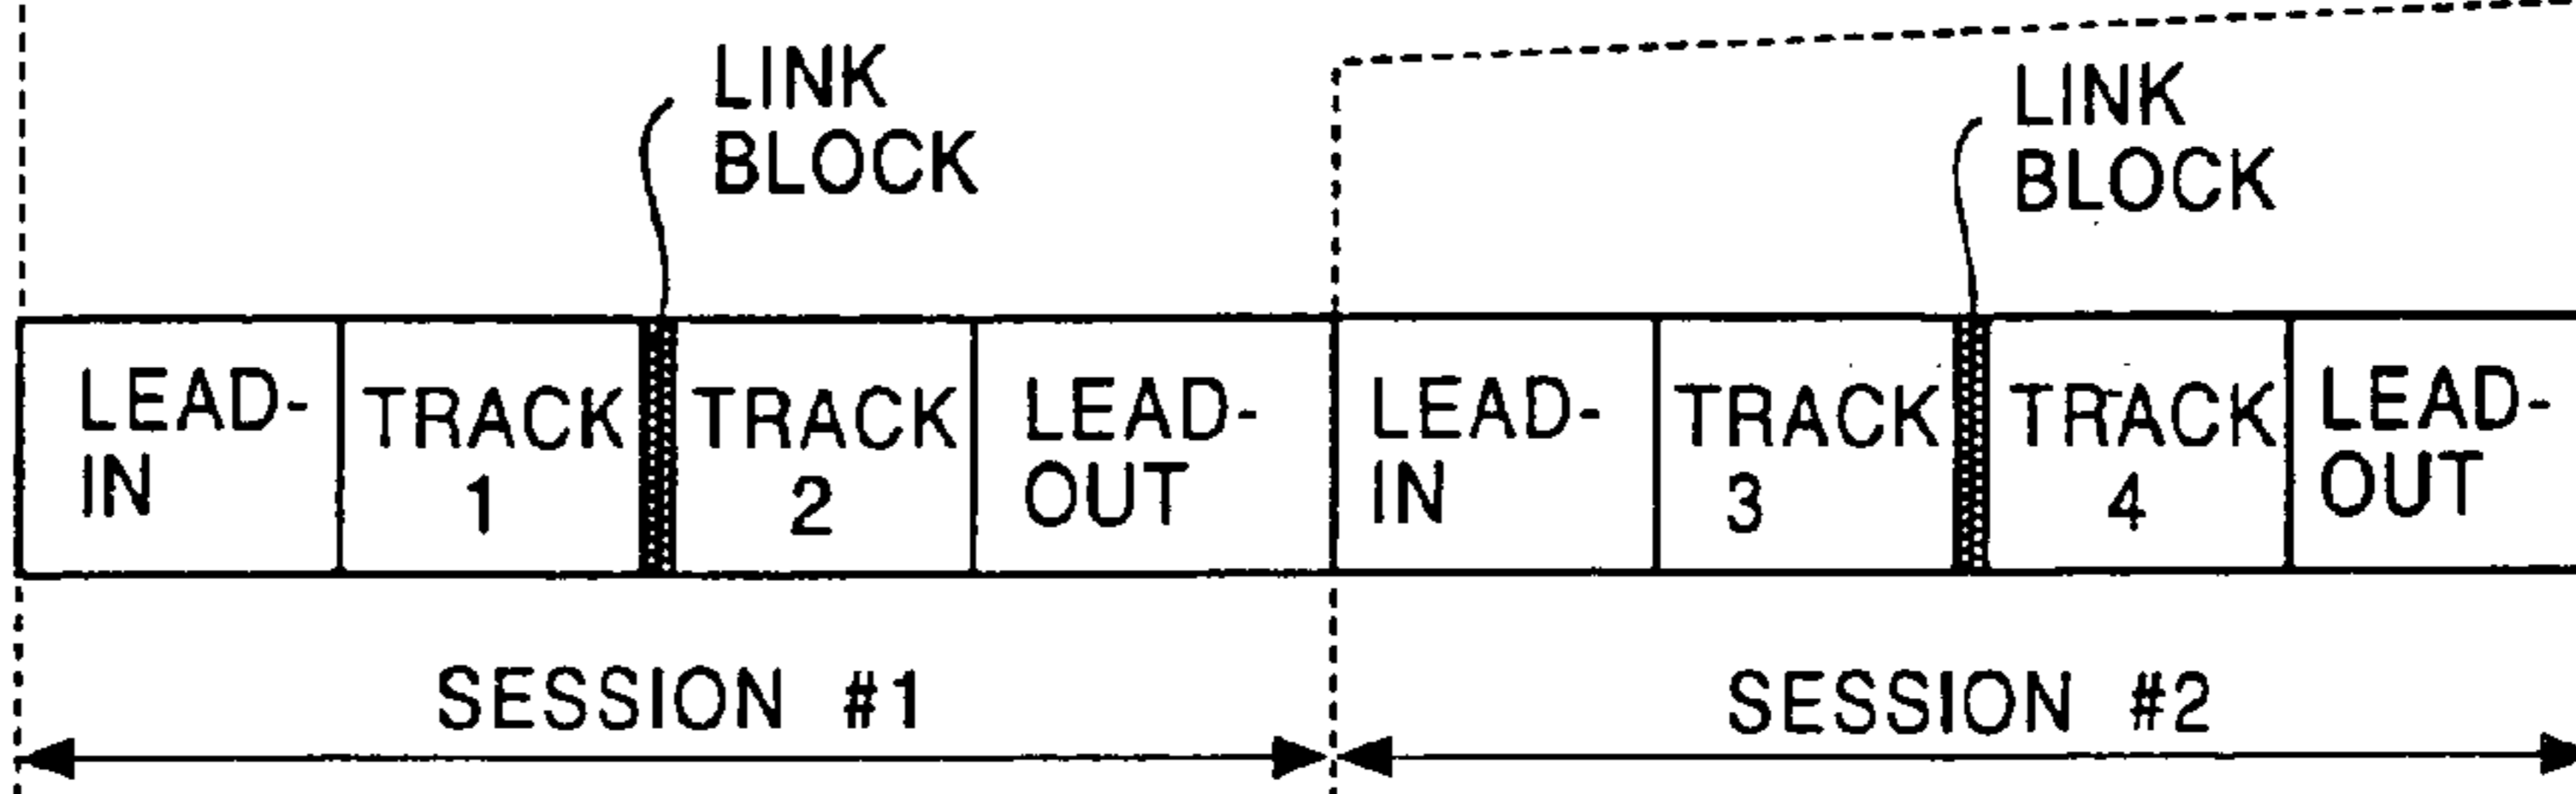 LINK
BLOCK
LINK
BLOCK
LEAD-
IN
TRACK
1
TRACK
2
LEAD-
OUT
LEAD-
IN
TRACK
3
TRACK
4
LEAD-
OUT
SESSION #1
SESSION #2